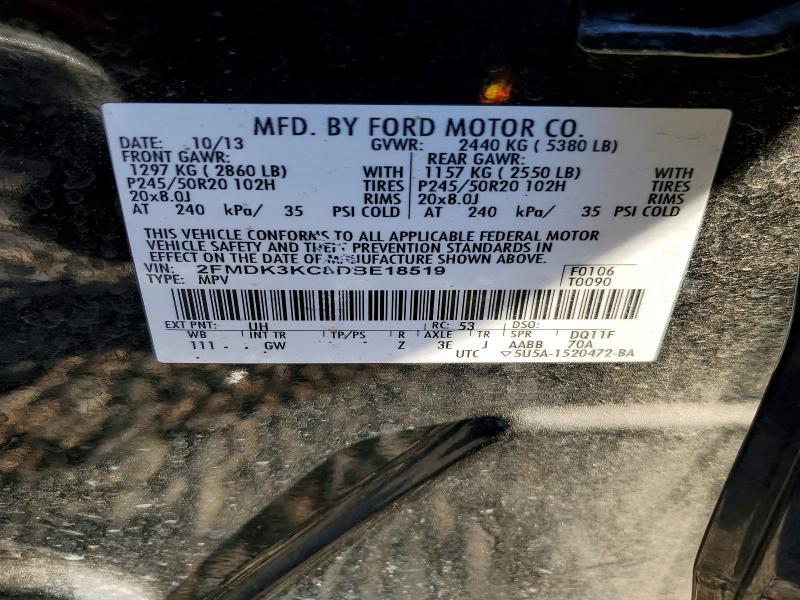 MFD. BY FORD MOTOR CO.
DATE: 10/13 GVWR: 2440 KG ( 5380 LB)
FRONT GAWR: REAR GAWR:
1297 KG ( 2860 LB) WITH 1157 KG ( 2550 LB) WITH
P245/50R20 102H TIRES P245/50R20 102H TIRES
20x8.0J RIMS 20x8.0J RIMS
AT 240 kPa/ 35 PSI COLD AT 240 kPa/ 35 PSI COLD
THIS VEHICLE CONFORMS TO ALL APPLICABLE FEDERAL MOTOR
VEHICLE SAFETY AND THEFT PREVENTION STANDARDS IN
EFFECT ON THE DATE OF MANUFACTURE SHOWN ABOVE.
VIN: F0106
TYPE: MPV T0090
EXT PNT: UH RC: 53 DSO:
WB INT TR TP/PS R AXLE TR SPR DQ11F
111 GW Z 3E J AABB 70A
UTC ▽5U5A-1520472-BA